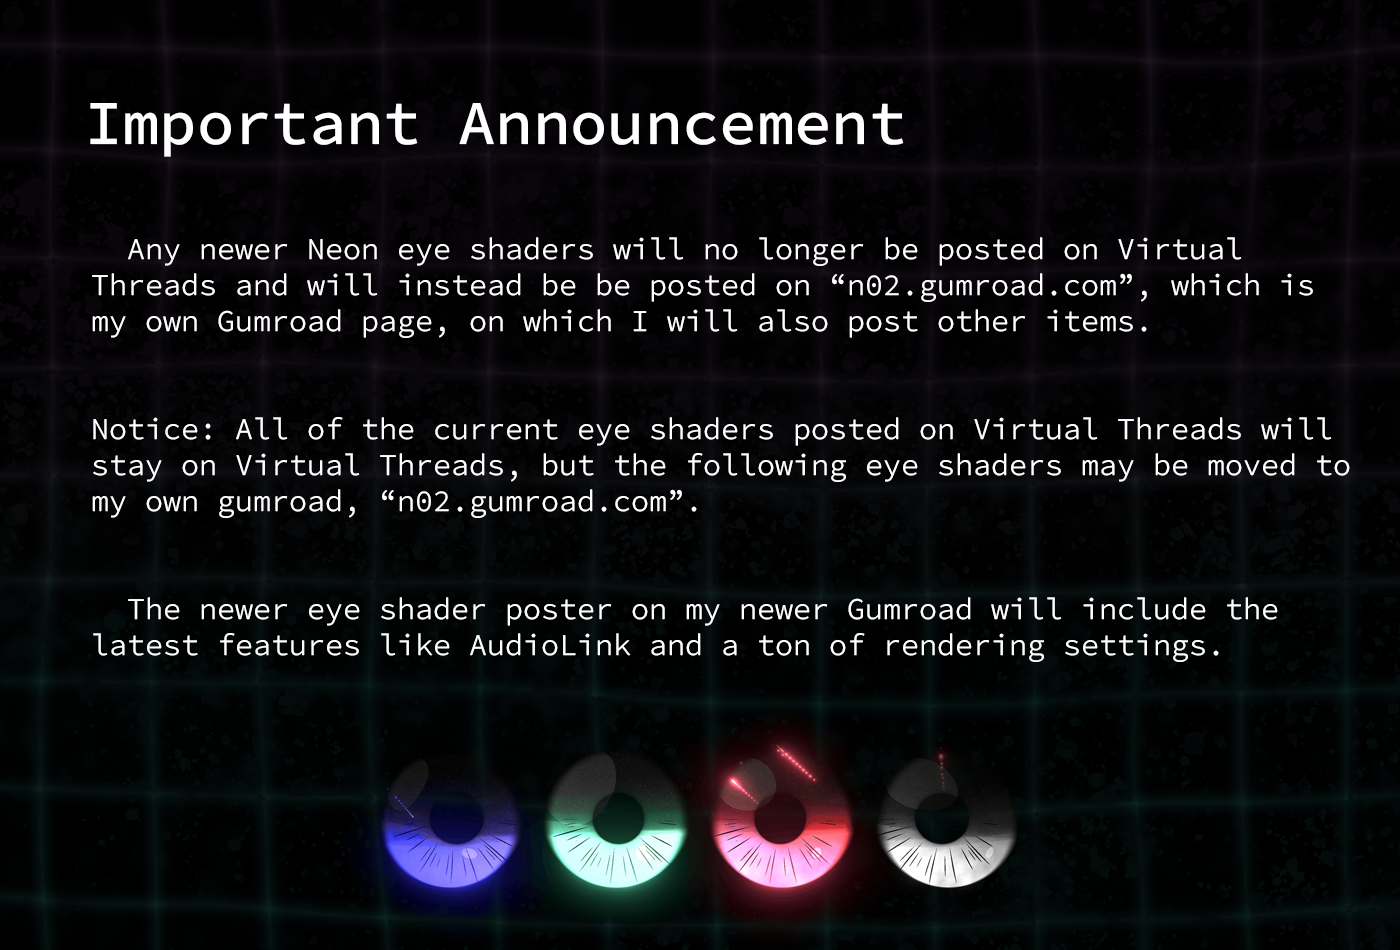 Important Announcement
Any newer Neon eye shaders will no longer be posted on Virtual
Threads and will instead be be posted on “n02.gumroad.com”, which is
my own Gumroad page, on which I will also post other items.
Notice: All of the current eye shaders posted on Virtual Threads will
stay on Virtual Threads, but the following eye shaders may be moved to
my own gumroad, “n02.gumroad.com”.
The newer eye shader poster on my newer Gumroad will include the
latest features like AudioLink and a ton of rendering settings.